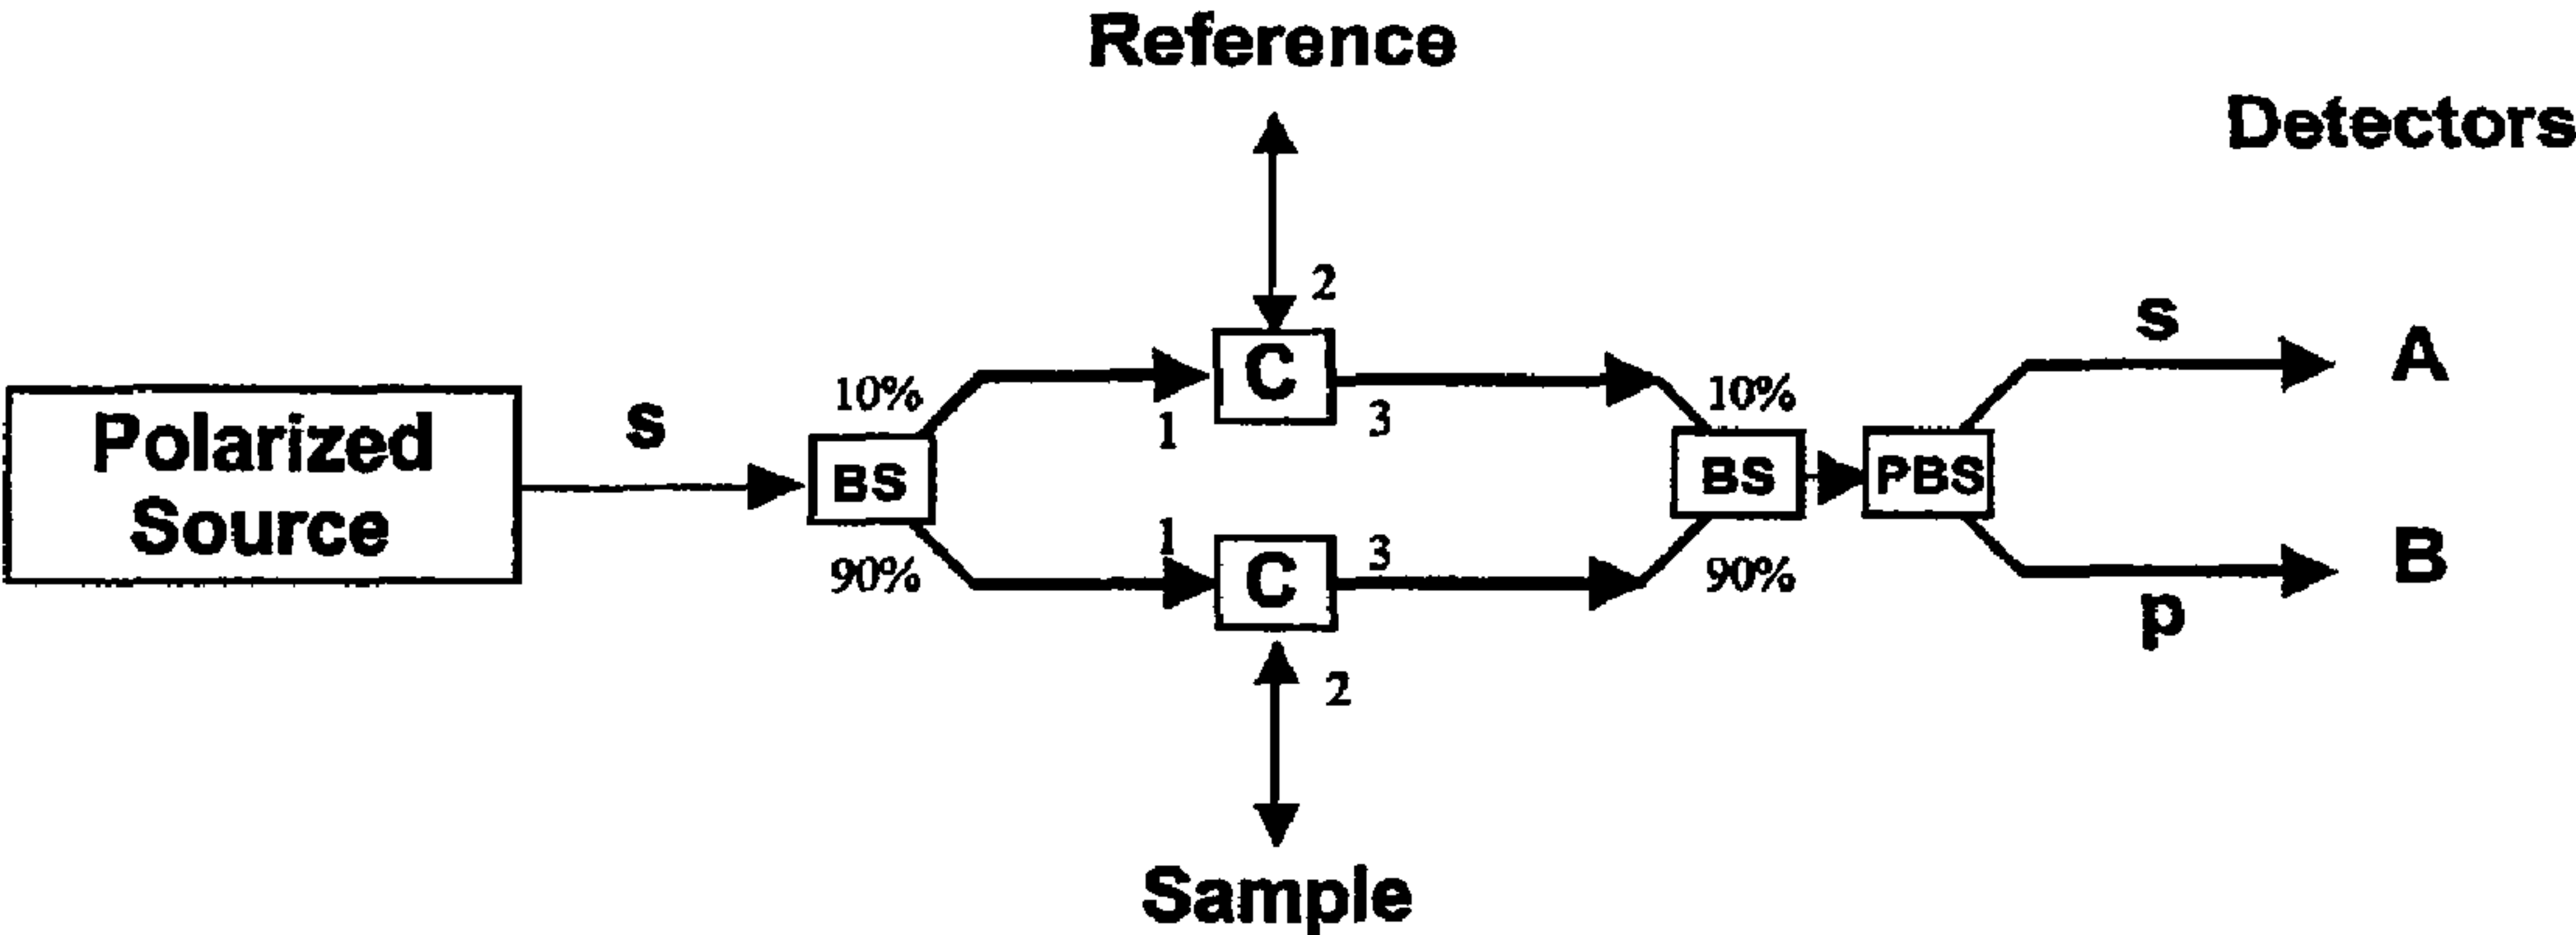 Reference
Detectors
2
s
A
s
10%
C
10%
1
3
Polarized
Source
BS
BS
PBS
1
3
90%
C
90%
B
p
2
Sample